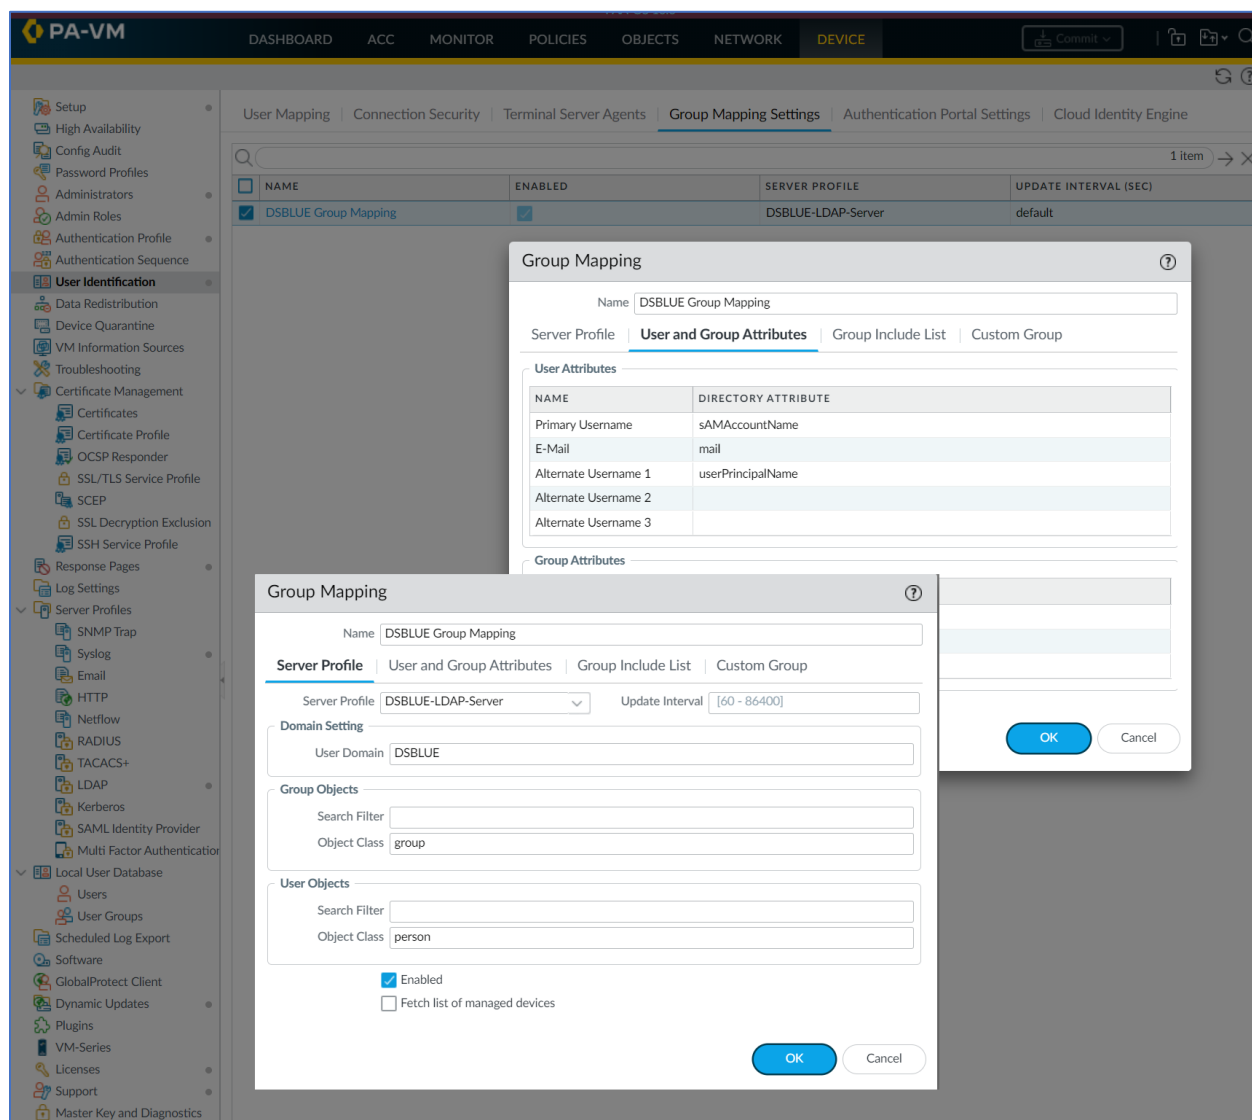 PA-VM
DASHBOARD ACC MONITOR POLICIES OBJECTS NETWORK DEVICE Commit
Setup
High Availability
Config Audit
Password Profiles
Administrators
Admin Roles
Authentication Profile
Authentication Sequence
User Identification
Data Redistribution
Device Quarantine
VM Information Sources
Troubleshooting
Certificate Management
Certificates
Certificate Profile
OCSP Responder
SSL/TLS Service Profile
SCEP
SSL Decryption Exclusion
SSH Service Profile
Response Pages
Log Settings
Server Profiles
SNMP Trap
Syslog
Email
HTTP
Netflow
RADIUS
TACACS+
LDAP
Kerberos
SAML Identity Provider
Multi Factor Authentication
Local User Database
Users
User Groups
Scheduled Log Export
Software
GlobalProtect Client
Dynamic Updates
Plugins
VM-Series
Licenses
Support
Master Key and Diagnostics
User Mapping Connection Security Terminal Server Agents Group Mapping Settings Authentication Portal Settings Cloud Identity Engine
1 item
NAME ENABLED SERVER PROFILE UPDATE INTERVAL (SEC)
DSBLUE Group Mapping DSBLUE-LDAP-Server default
Group Mapping
Name DSBLUE Group Mapping
Server Profile User and Group Attributes Group Include List Custom Group
User Attributes
NAME DIRECTORY ATTRIBUTE
Primary Username sAMAccountName
E-Mail mail
Alternate Username 1 userPrincipalName
Alternate Username 2
Alternate Username 3
Group Attributes
OK Cancel
Group Mapping
Name DSBLUE Group Mapping
Server Profile User and Group Attributes Group Include List Custom Group
Server Profile DSBLUE-LDAP-Server Update Interval [60 - 86400]
Domain Setting
User Domain DSBLUE
Group Objects
Search Filter
Object Class group
User Objects
Search Filter
Object Class person
Enabled
Fetch list of managed devices
OK Cancel